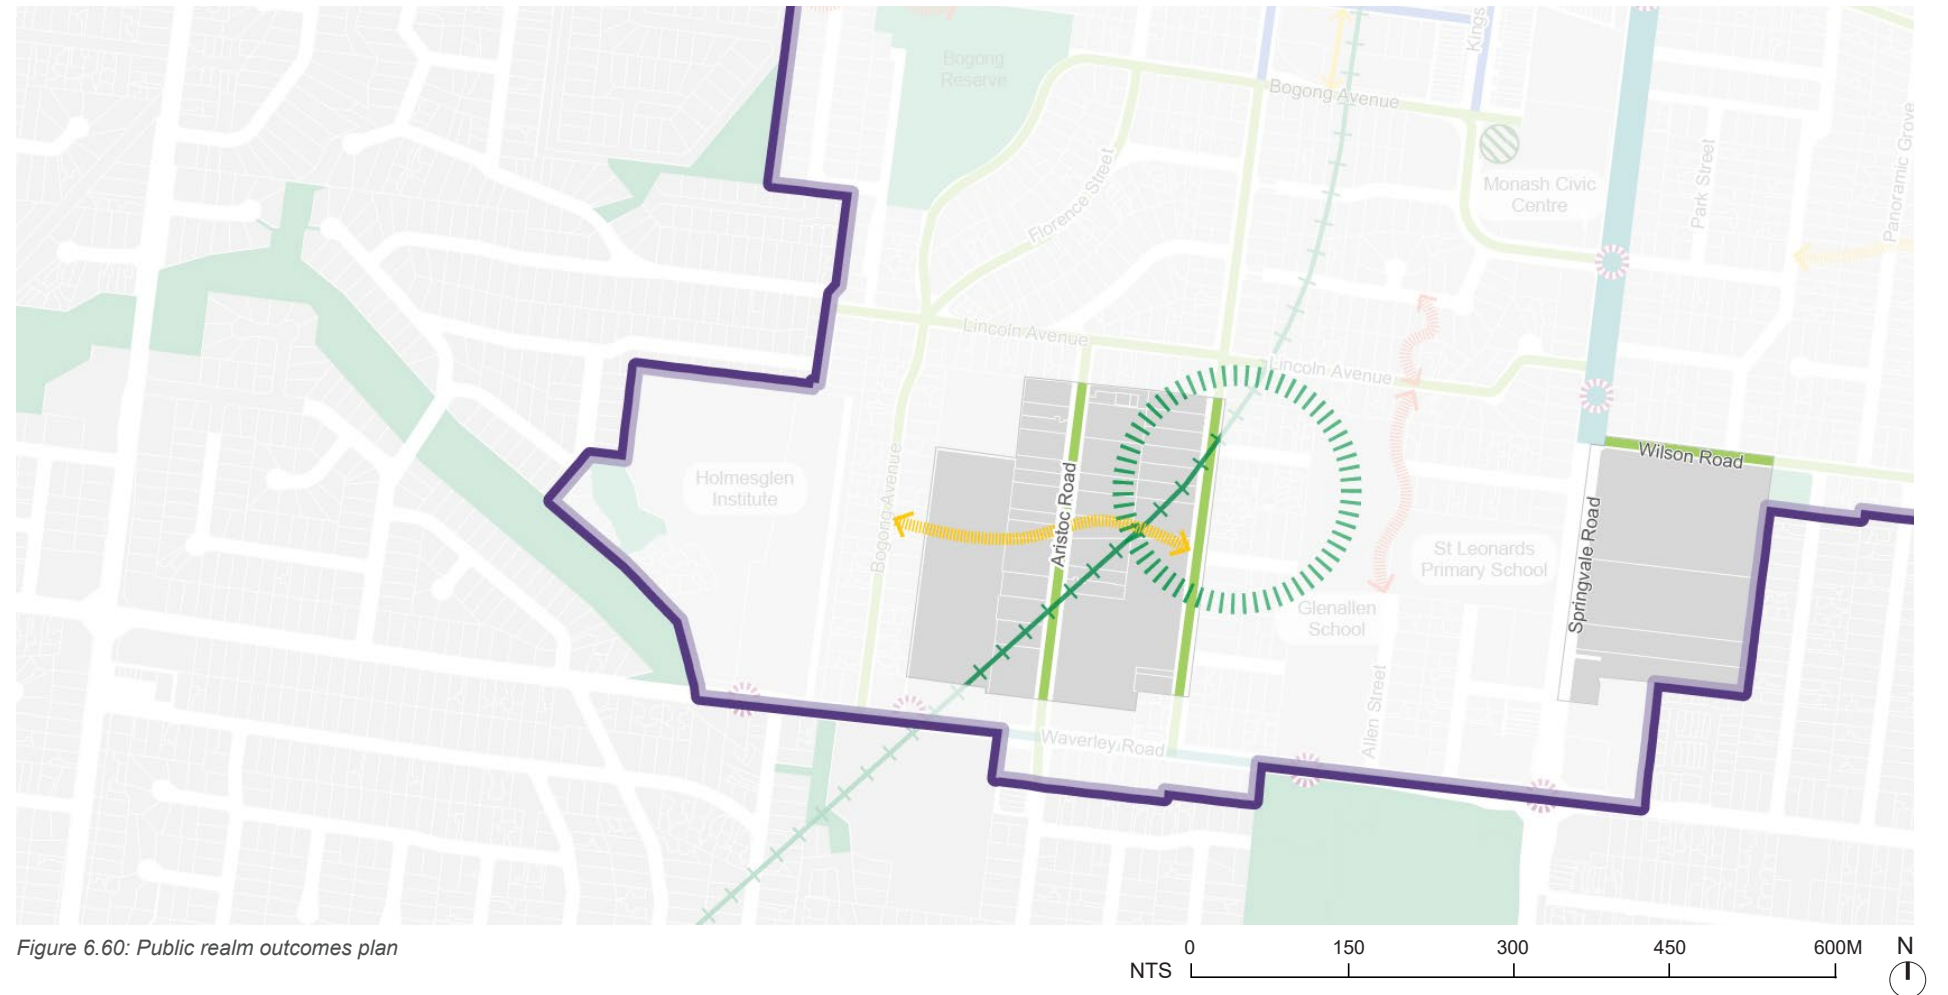 Bogong
Reserve
Kings
Bogong Avenue
Monash Civic
Centre
Park Street
Panoramic Grove
Florence Street
Lincoln Avenue
Lincoln Avenue
Holmesglen
Institute
Bogong Avenue
Aristoc Road
Wilson Road
Springvale Road
St Leonards
Primary School
Glenallen
School
Allen Street
Waverley Road
Figure 6.60: Public realm outcomes plan
NTS
0 150 300 450 600M
N